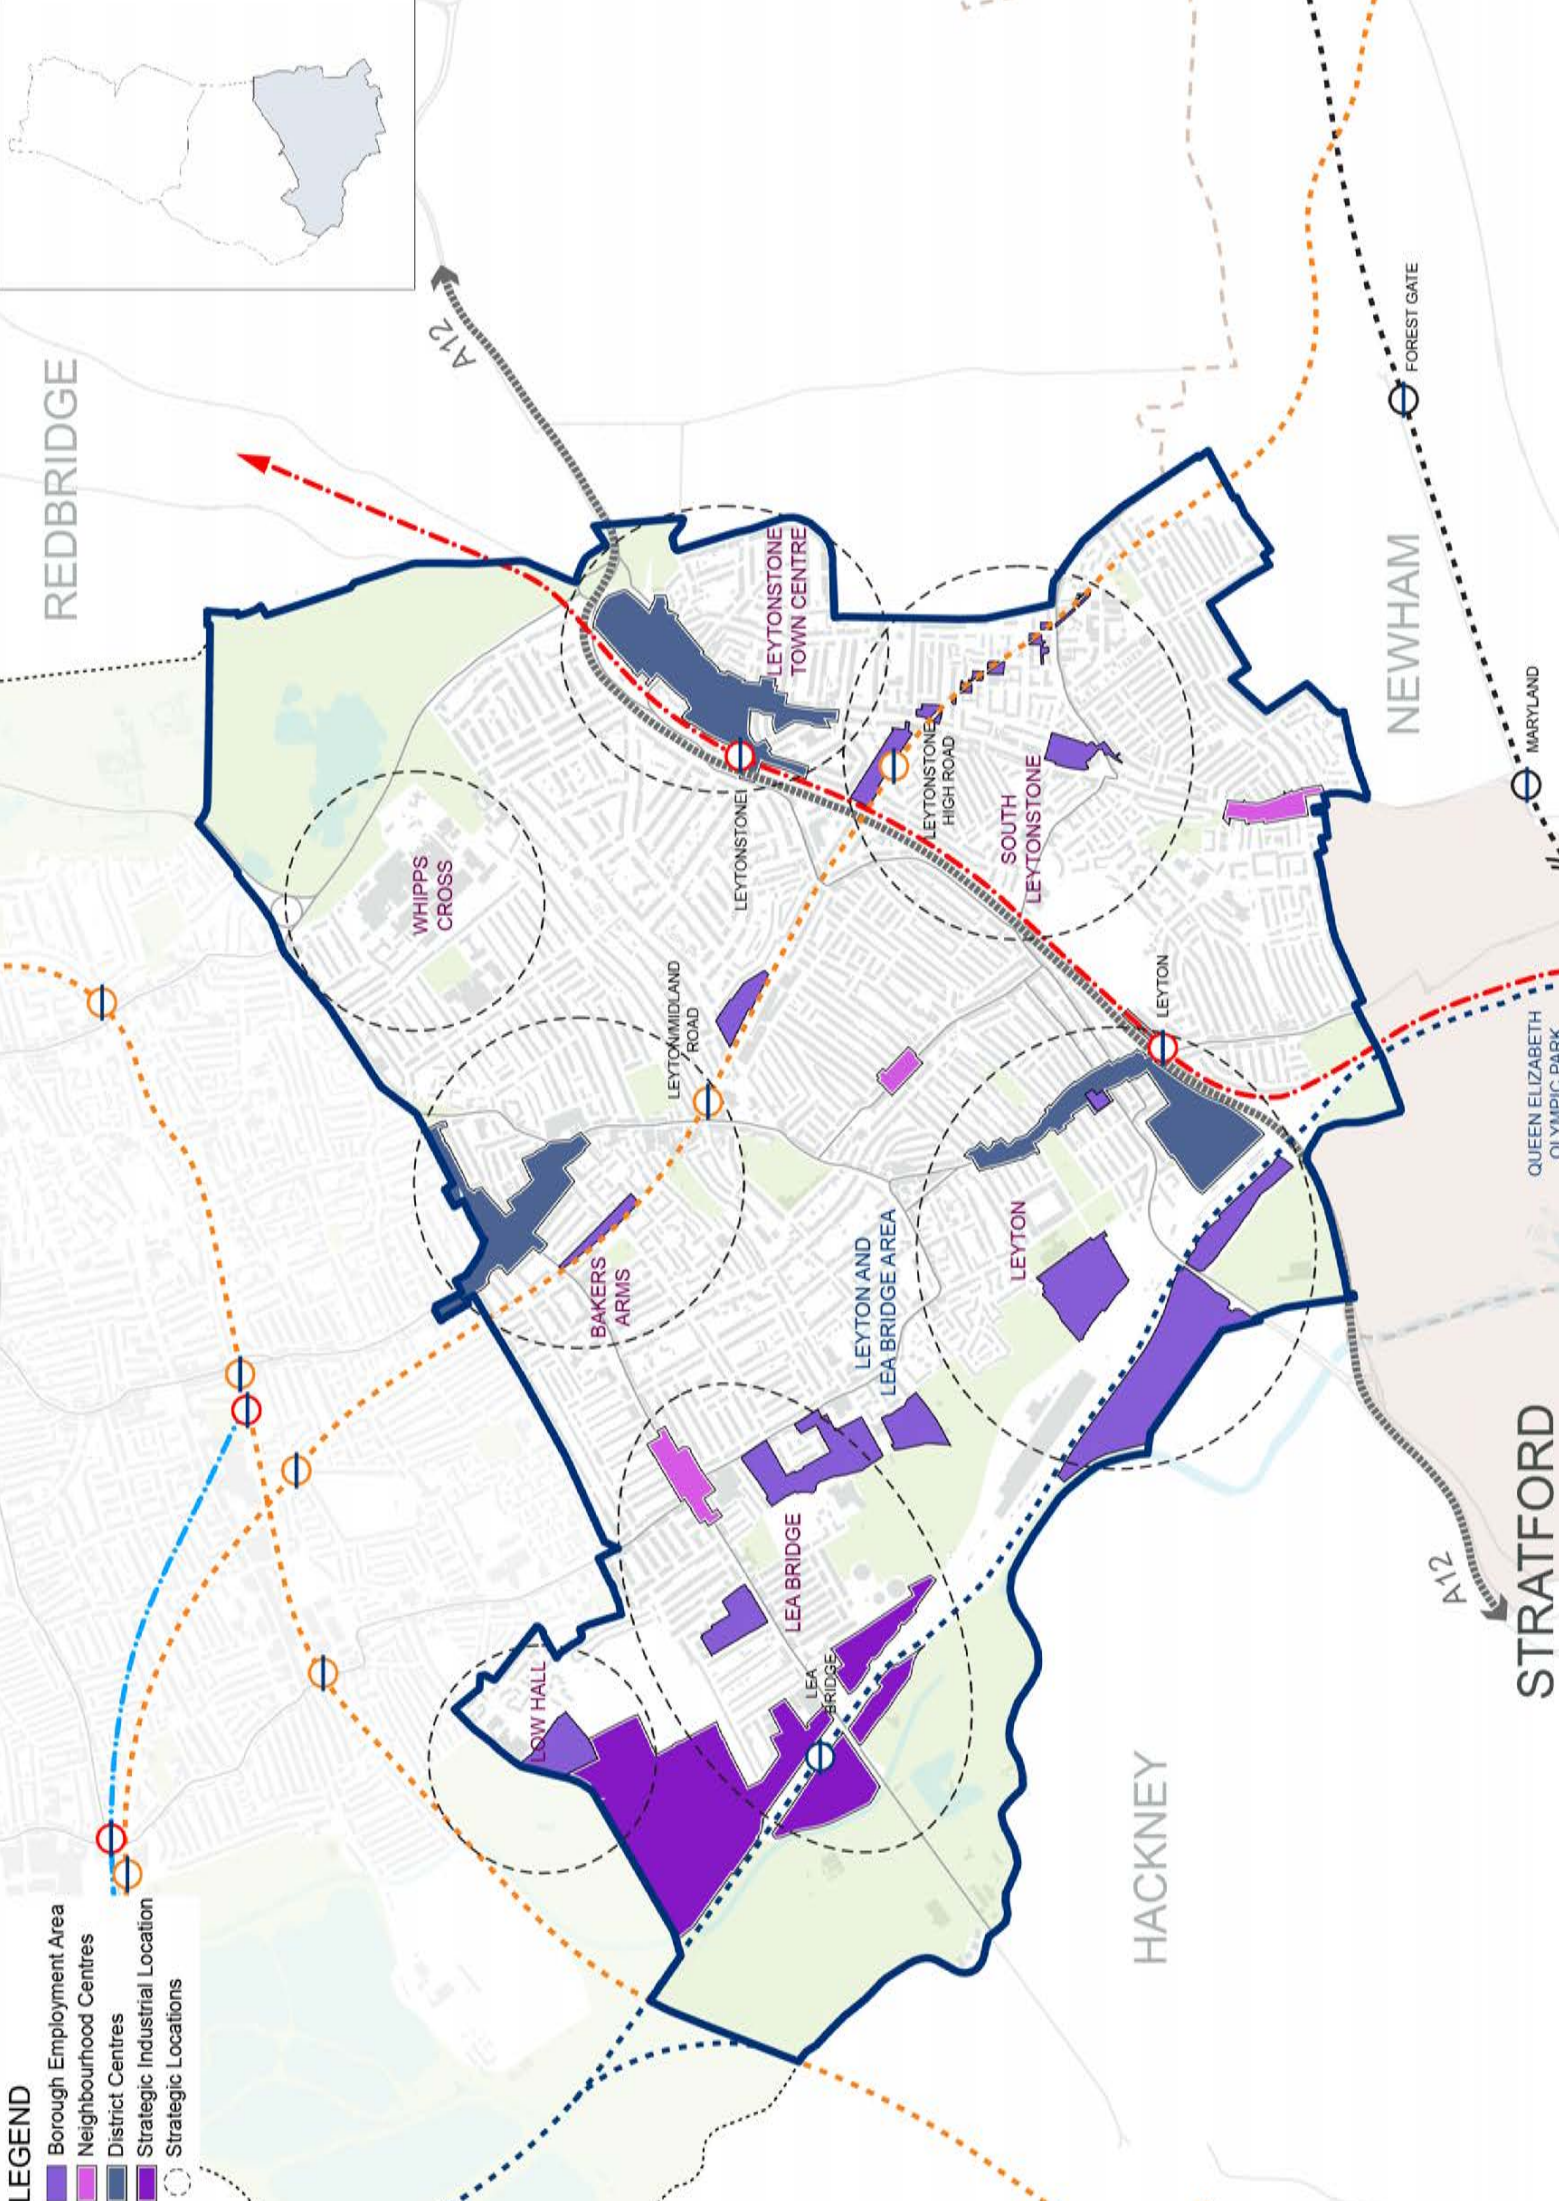 LEGEND
Borough Employment Area
Neighbourhood Centres
District Centres
Strategic Industrial Location
Strategic Locations
REDBRIDGE
A12
WHIPPS
CROSS
LEYTONSTONE
TOWN CENTRE
LEYTONSTONE
LEYTON/MIDLAND
ROAD
BAKERS
ARMS
LOW HALL
LEA BRIDGE
LEA
BRIDGE
LEYTON AND
LEA BRIDGE AREA
LEYTON
LEYTON
LEYTONSTONE
HIGH ROAD
SOUTH
LEYTONSTONE
FOREST GATE
NEWHAM
MARYLAND
QUEEN ELIZABETH
OLYMPIC PARK
HACKNEY
A12
STRATFORD